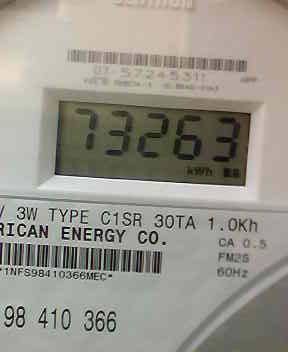 73263
kWh
V 3W TYPE C1SR 30TA 1.0Kh
RICAN ENERGY CO.
CA 0.5
FM2S
60Hz
*1NFS98410366MEC*
98 410 366